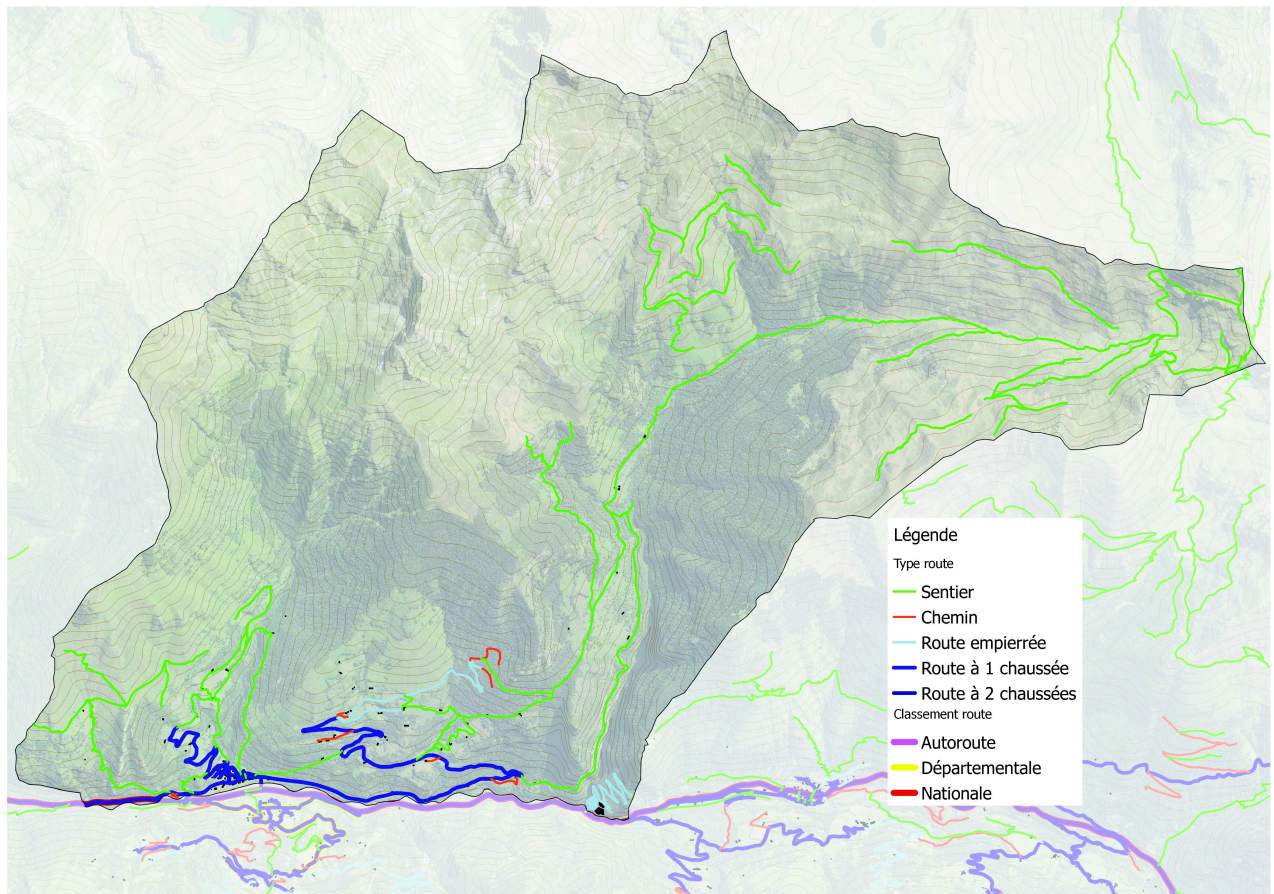 Légende
Type route
Sentier
Chemin
Route empierrée
Route à 1 chaussée
Route à 2 chaussées
Classement route
Autoroute
Départementale
Nationale